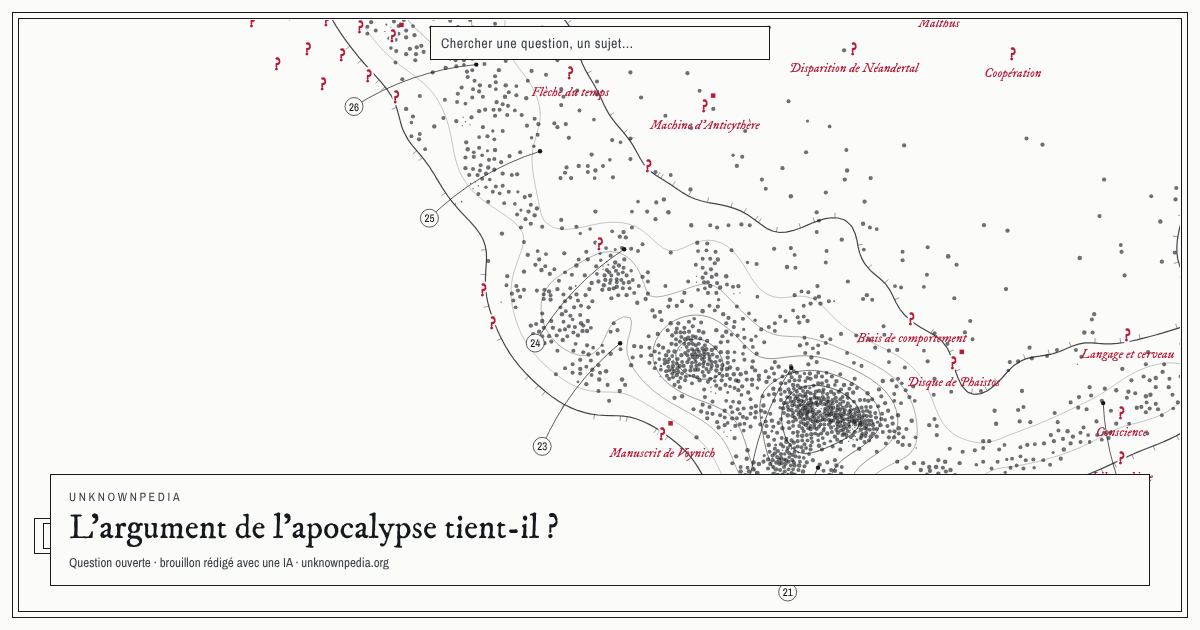 Malthus
Chercher une question, un sujet...
Disparition de Néandertal
Coopération
Flèche du temps
26
Machine d'Anticythère
25
24
Biais de comportement
Langage et cerveau
Disque de Phaistos
Conscience
23
Manuscrit de Voynich
UNKNOWNPEDIA
L'argument de l'apocalypse tient-il ?
Question ouverte · brouillon rédigé avec une IA · unknownpedia.org
21